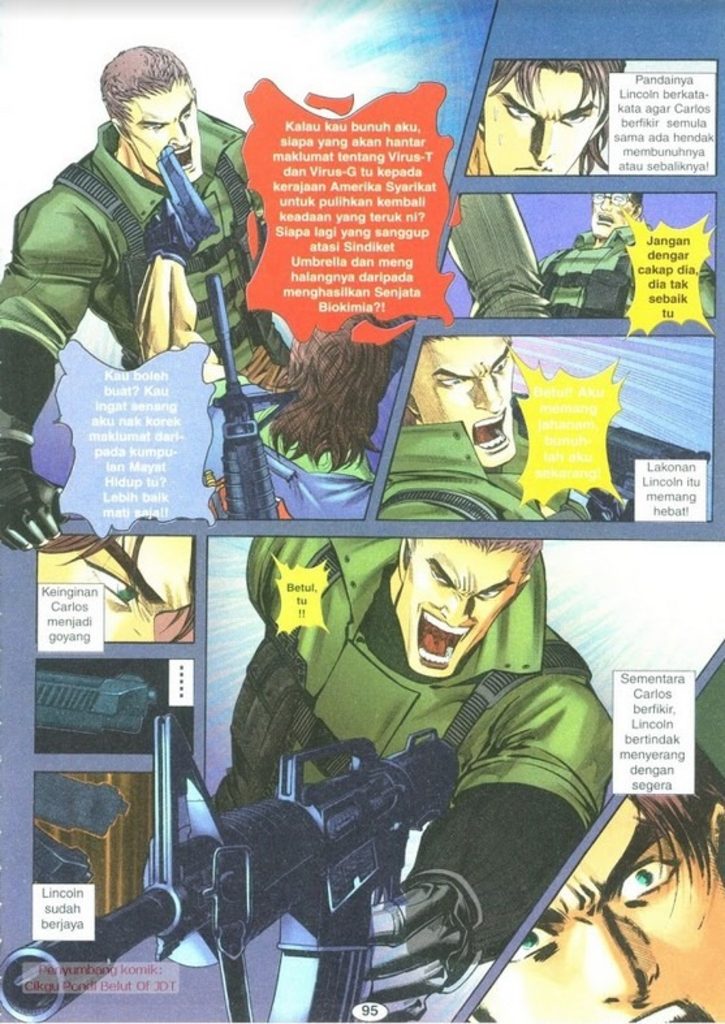 Kalau kau bunuh aku,
siapa yang akan hantar
maklumat tentang Virus-T
dan Virus-G tu kepada
kerajaan Amerika Syarikat
untuk pulihkan kembali
keadaan yang teruk ni?
Siapa lagi yang sanggup
atasi Sindiket
Umbrella dan meng
halangnya daripada
menghasilkan Senjata
Biokimia?!
Pandainya
Lincoln berkata-
kata agar Carlos
berfikir semula
sama ada hendak
membunuhnya
atau sebaliknya!
Jangan
dengar
cakap dia,
dia tak
sebaik
tu
Kau boleh
buat? Kau
ingat senang
aku nak korek
maklumat dari-
pada kumpu-
lan Mayat
Hidup tu?
Lebih baik
mati saja!!
Betul! Aku
memang
jahanam,
bunuh-
lah aku
sekarang!
Lakonan
Lincoln itu
memang
hebat!
Keinginan
Carlos
menjadi
goyang
Betul,
tu
!!
Sementara
Carlos
berfikir,
Lincoln
bertindak
menyerang
dengan
segera
Lincoln
sudah
berjaya
Penyumbang komik:
Cikgu Pondi Belut Of JDT
95